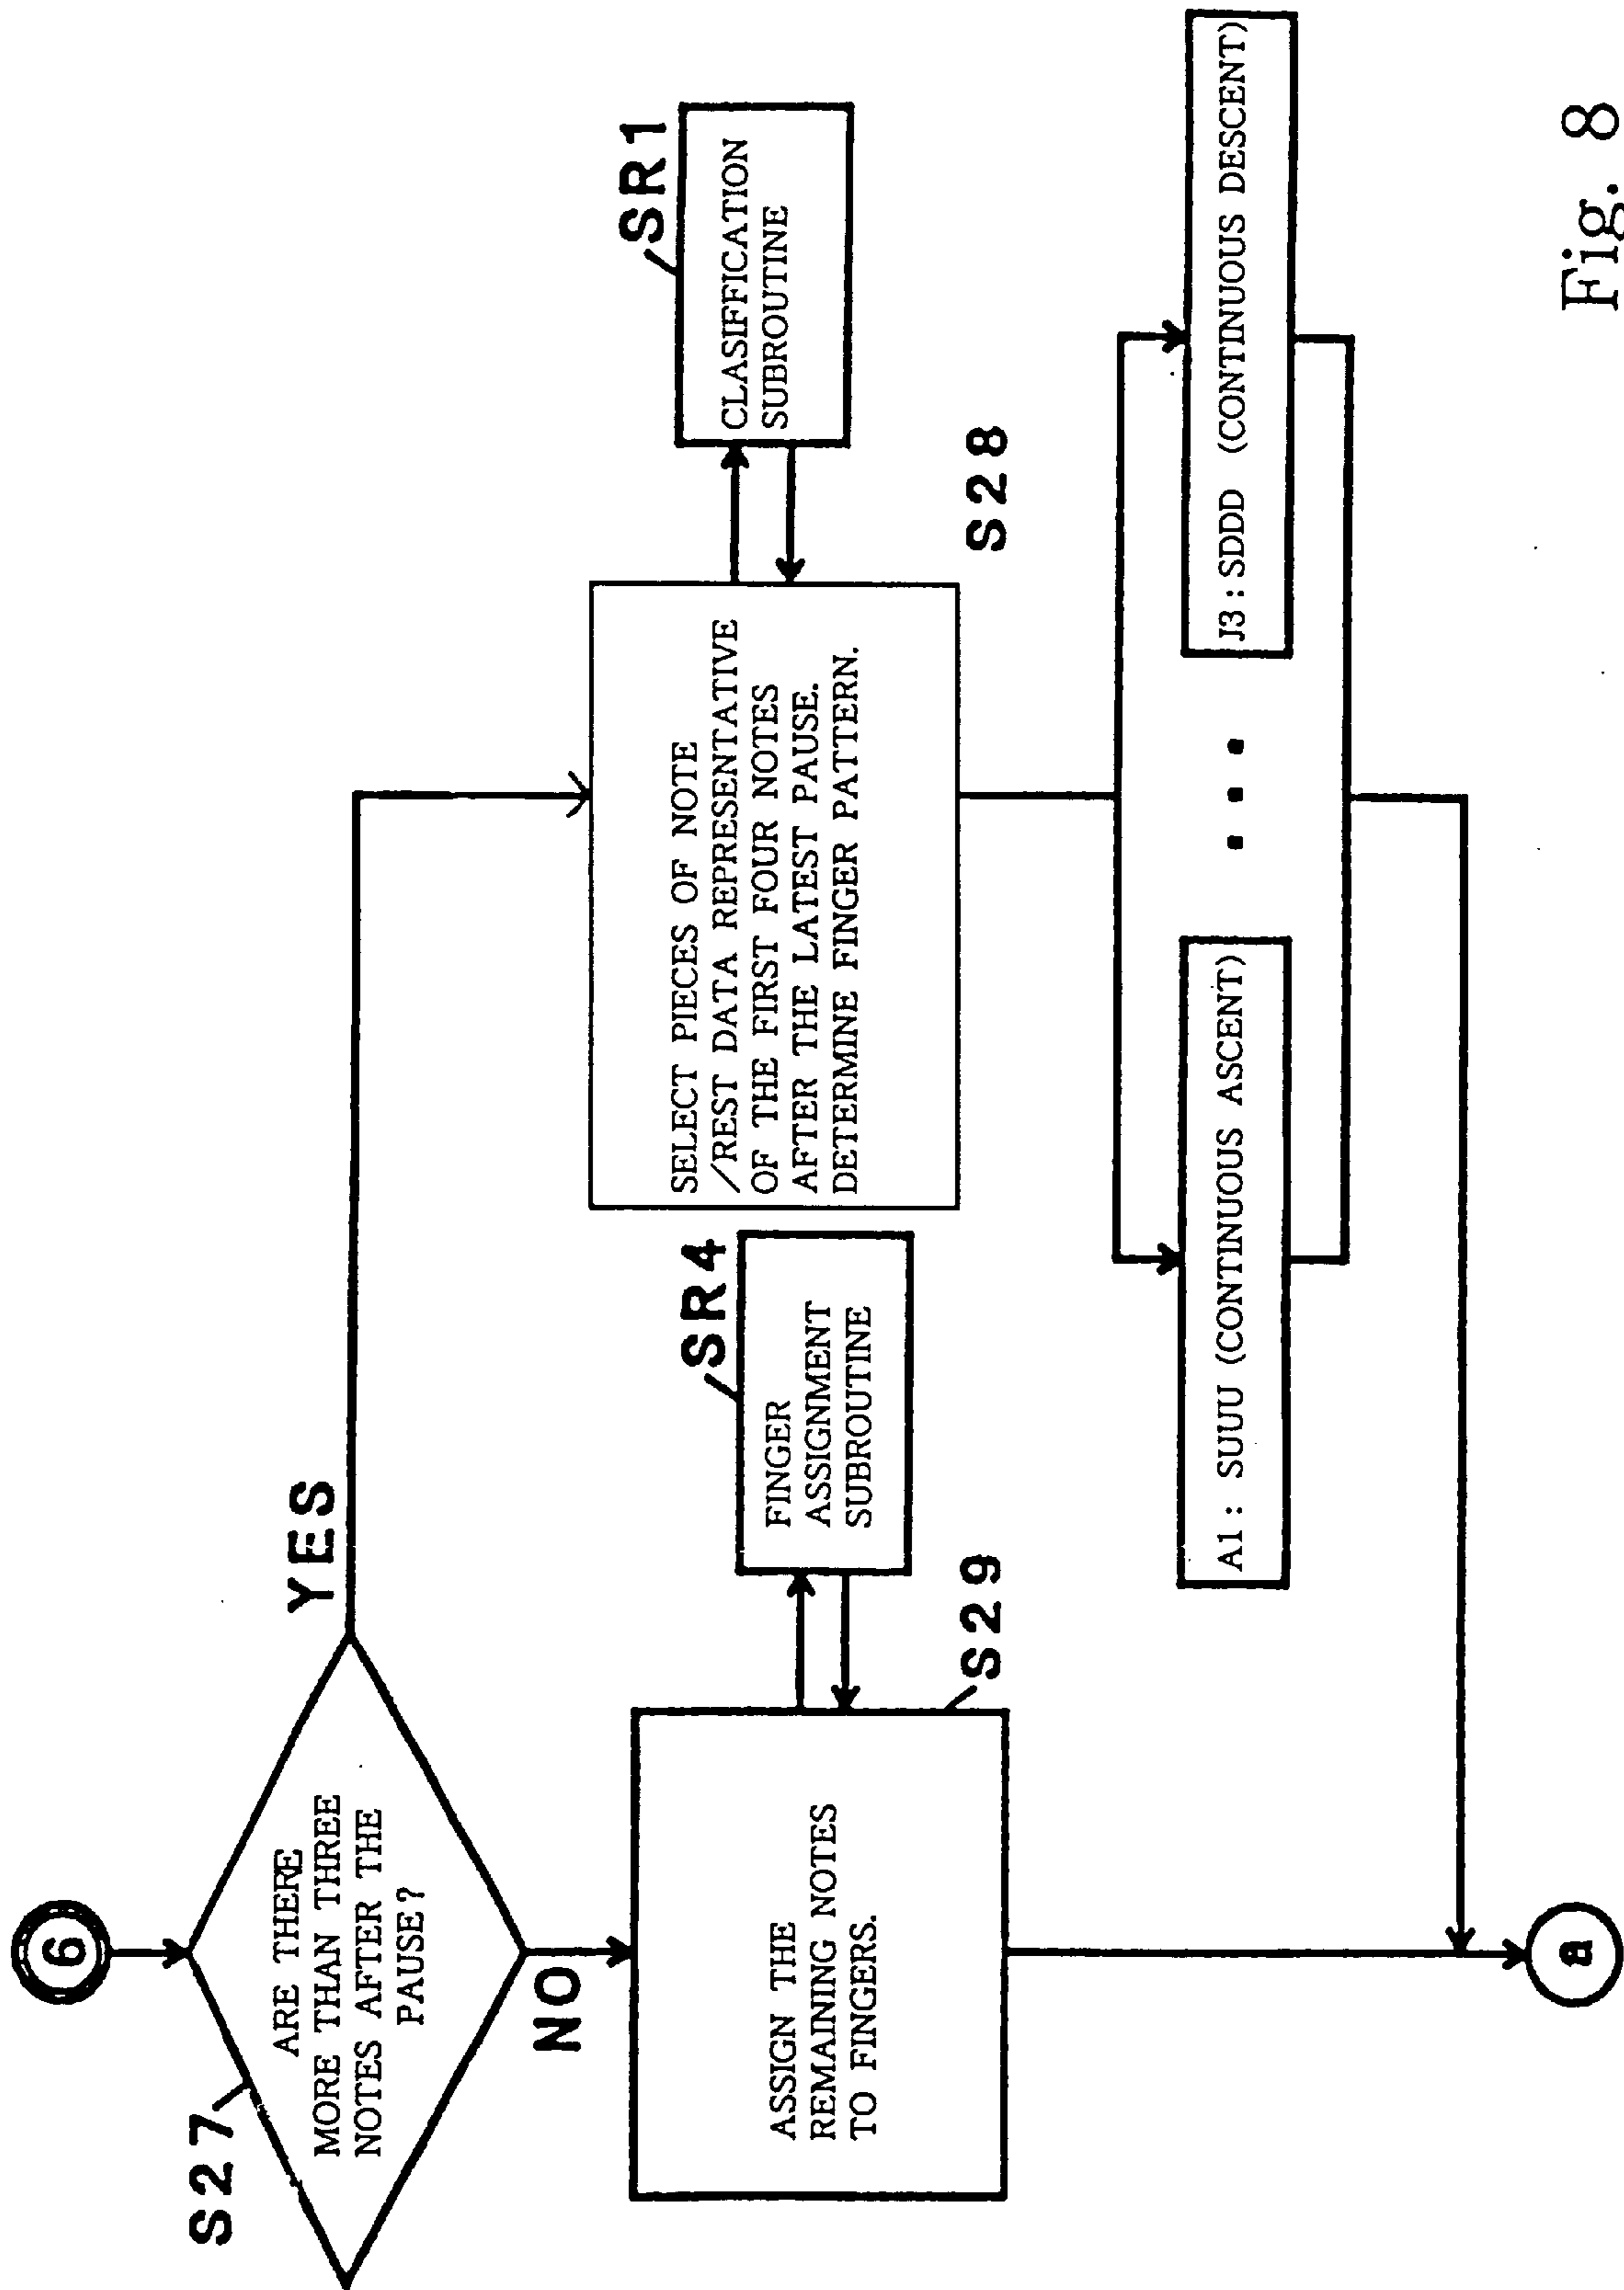 6
S27
ARE THERE
MORE THAN THREE
NOTES AFTER THE
PAUSE?
YES
NO
ASSIGN THE
REMAINING NOTES
TO FINGERS.
S29
SR4
FINGER
ASSIGNMENT
SUBROUTINE
SELECT PIECES OF NOTE
/REST DATA REPRESENTATIVE
OF THE FIRST FOUR NOTES
AFTER THE LATEST PAUSE.
DETERMINE FINGER PATTERN.
S28
SR1
CLASIFFICATION
SUBROUTINE
A1 : SUUU (CONTINUOUS ASCENT)
J3 : SDDD (CONTINUOUS DESCENT)
a
Fig. 8